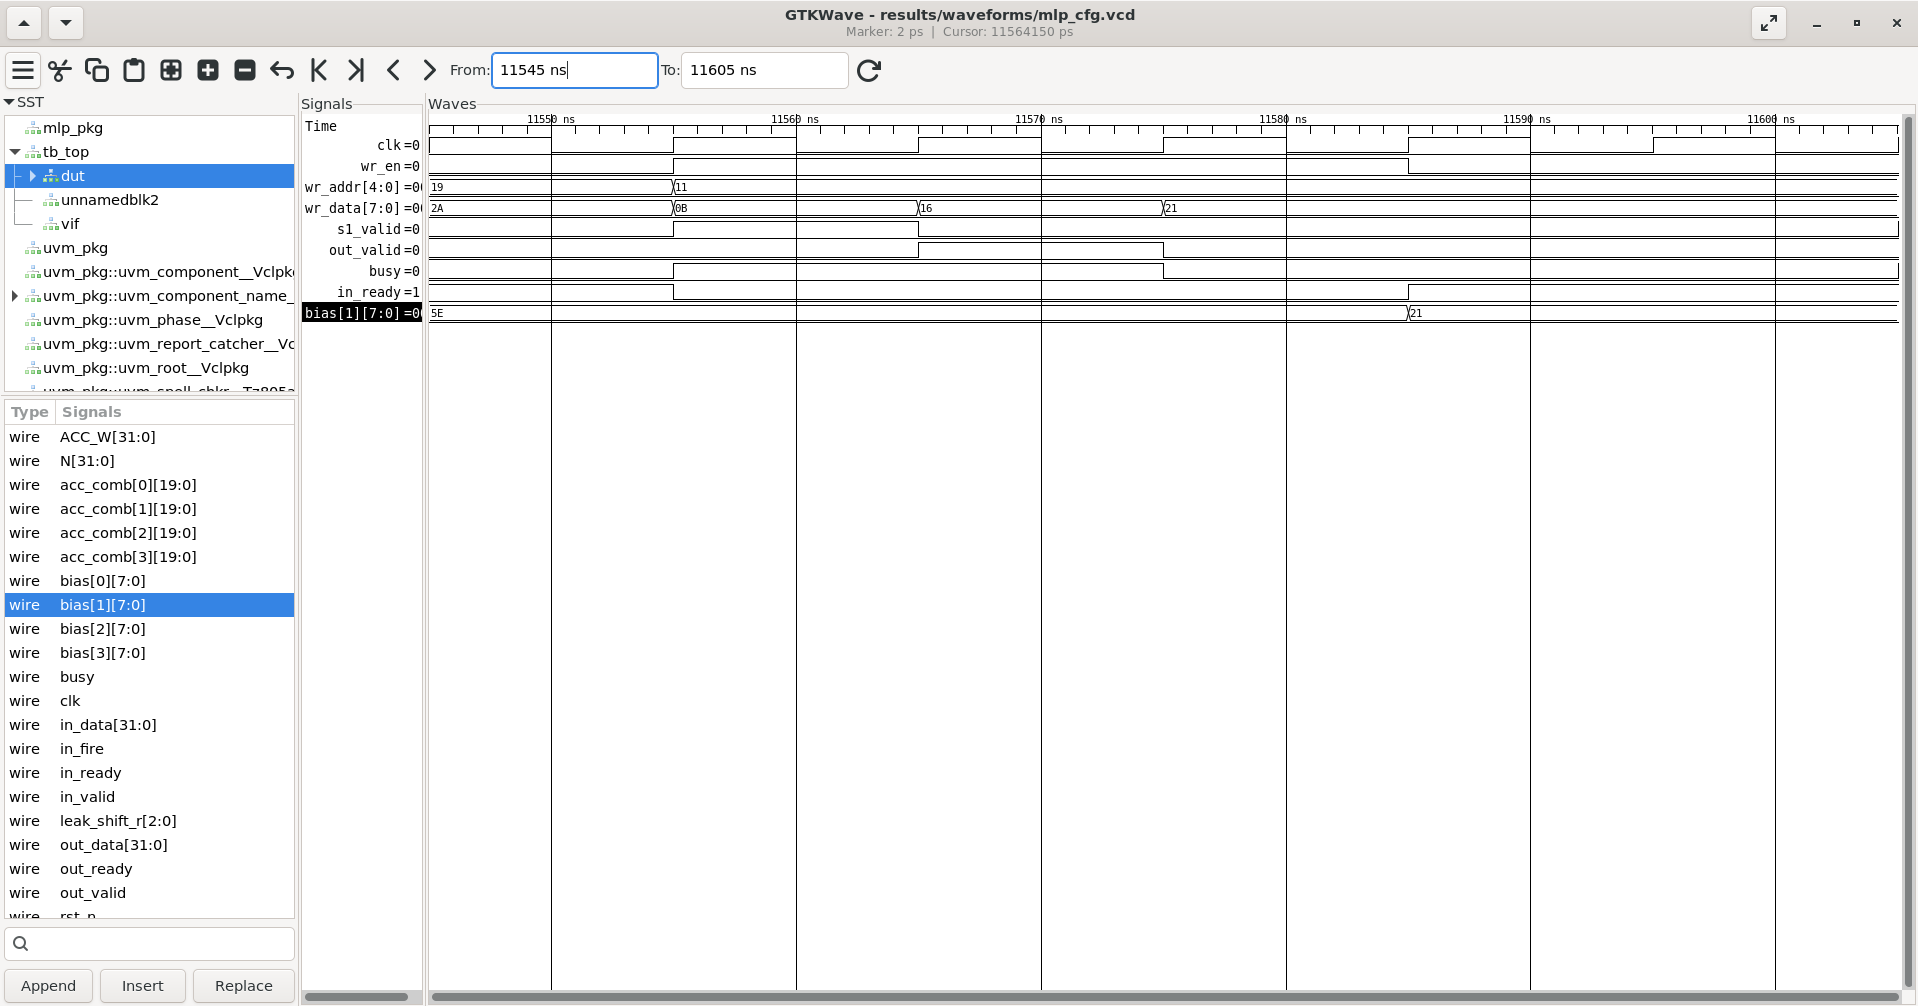 GTKWave - results/waveforms/mlp_cfg.vcd
Marker: 2 ps | Cursor: 11564150 ps
From: 11545 ns To: 11605 ns
SST
mlp_pkg
tb_top
dut
unnamedblk2
vif
uvm_pkg
uvm_pkg::uvm_component__Vclpk
uvm_pkg::uvm_component_name_
uvm_pkg::uvm_phase__Vclpkg
uvm_pkg::uvm_report_catcher__Vc
uvm_pkg::uvm_root__Vclpkg
Type Signals
wire ACC_W[31:0]
wire N[31:0]
wire acc_comb[0][19:0]
wire acc_comb[1][19:0]
wire acc_comb[2][19:0]
wire acc_comb[3][19:0]
wire bias[0][7:0]
wire bias[1][7:0]
wire bias[2][7:0]
wire bias[3][7:0]
wire busy
wire clk
wire in_data[31:0]
wire in_fire
wire in_ready
wire in_valid
wire leak_shift_r[2:0]
wire out_data[31:0]
wire out_ready
wire out_valid
wire rst_n
Append Insert Replace
Signals
Time
clk =0
wr_en =0
wr_addr[4:0] =0
wr_data[7:0] =0
s1_valid =0
out_valid =0
busy =0
in_ready =1
bias[1][7:0] =0
Waves
11550 ns 11560 ns 11570 ns 11580 ns 11590 ns 11600 ns
19 11
2A 0B 16 21
5E 21